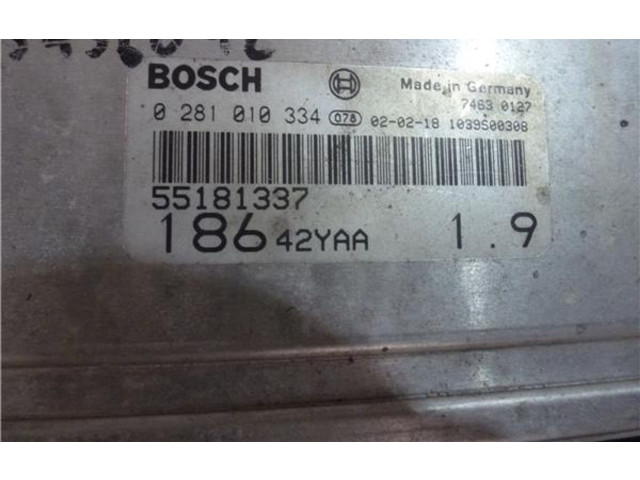 BOSCH Made in Germany
7463 0127
0 281 010 334 078 02-02-18 1039S00308
55181337
186 42YAA 1.9